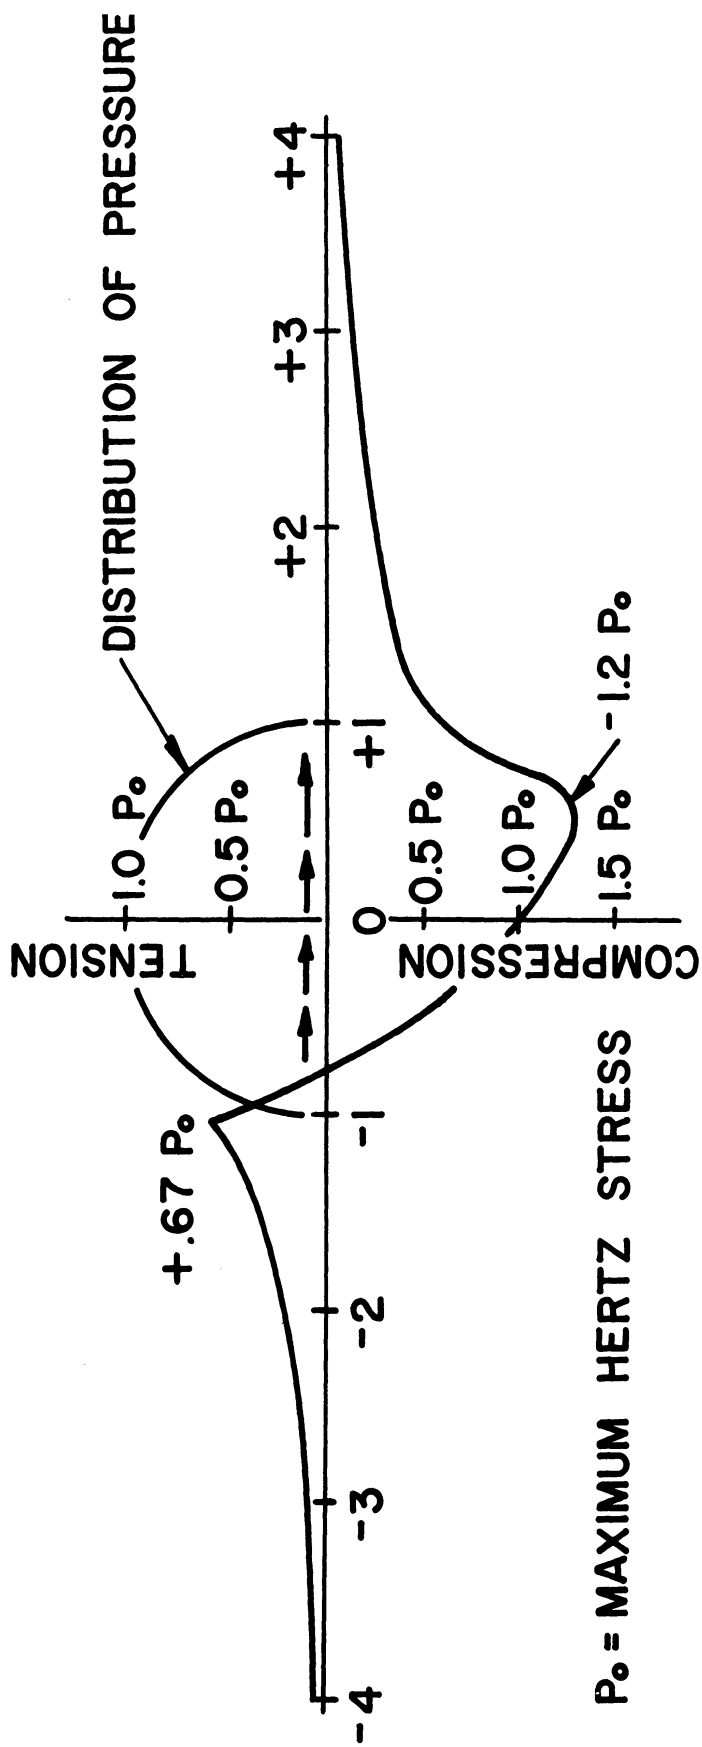 DISTRIBUTION OF PRESSURE
TENSION
1.0 Po
0.5 Po
+.67 Po
-4
-3
-2
-1
0
+1
+2
+3
+4
COMPRESSION
0.5 Po
1.0 Po
1.5 Po
-1.2 Po
Po = MAXIMUM HERTZ STRESS